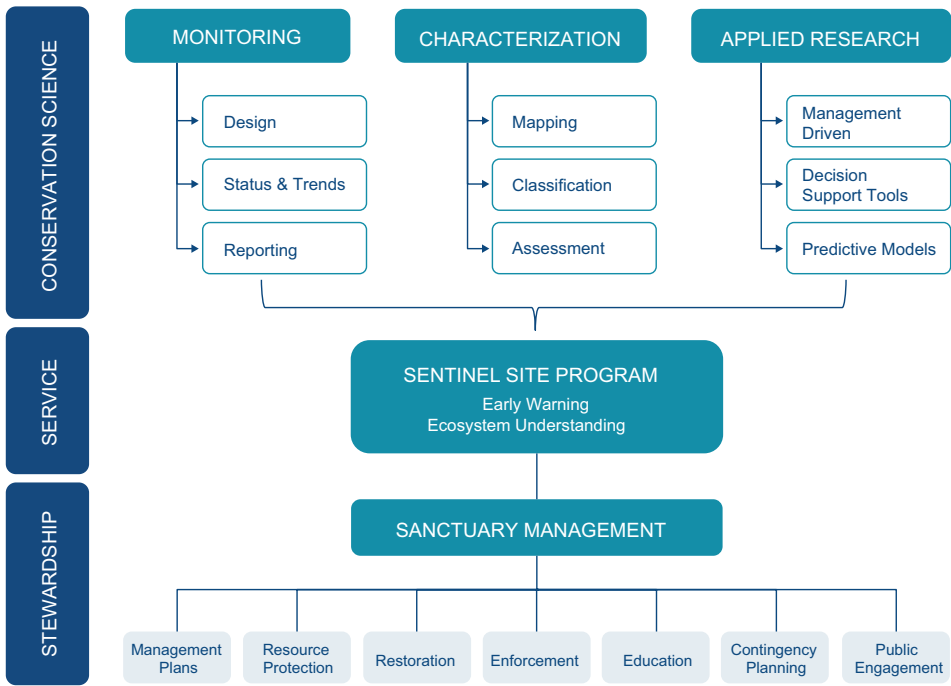 CONSERVATION SCIENCE
MONITORING
Design
Status & Trends
Reporting
CHARACTERIZATION
Mapping
Classification
Assessment
APPLIED RESEARCH
Management
Driven
Decision
Support Tools
Predictive Models
SERVICE
SENTINEL SITE PROGRAM
Early Warning
Ecosystem Understanding
STEWARDSHIP
SANCTUARY MANAGEMENT
Management
Plans
Resource
Protection
Restoration
Enforcement
Education
Contingency
Planning
Public
Engagement